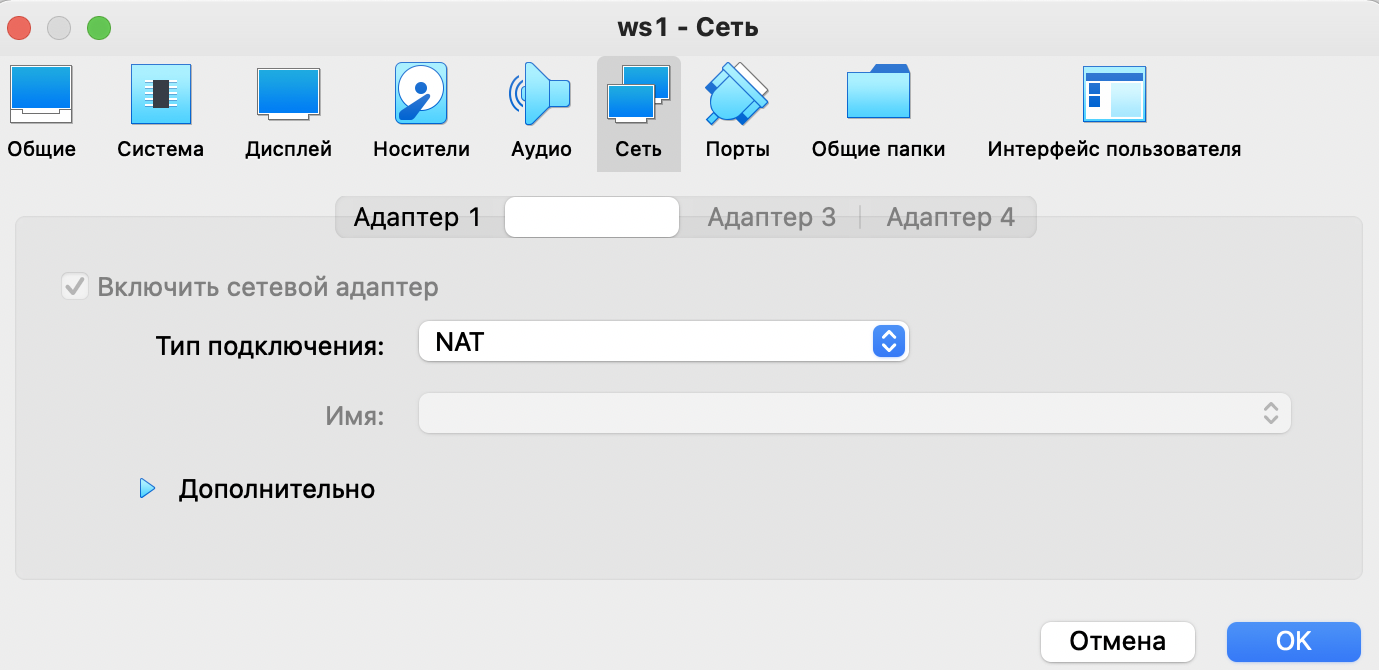 ws1 - Сеть
Общие Система Дисплей Носители Аудио Сеть Порты Общие папки Интерфейс пользователя
Адаптер 1 Адаптер 3 Адаптер 4
Включить сетевой адаптер
Тип подключения: NAT
Имя:
Дополнительно
Отмена OK